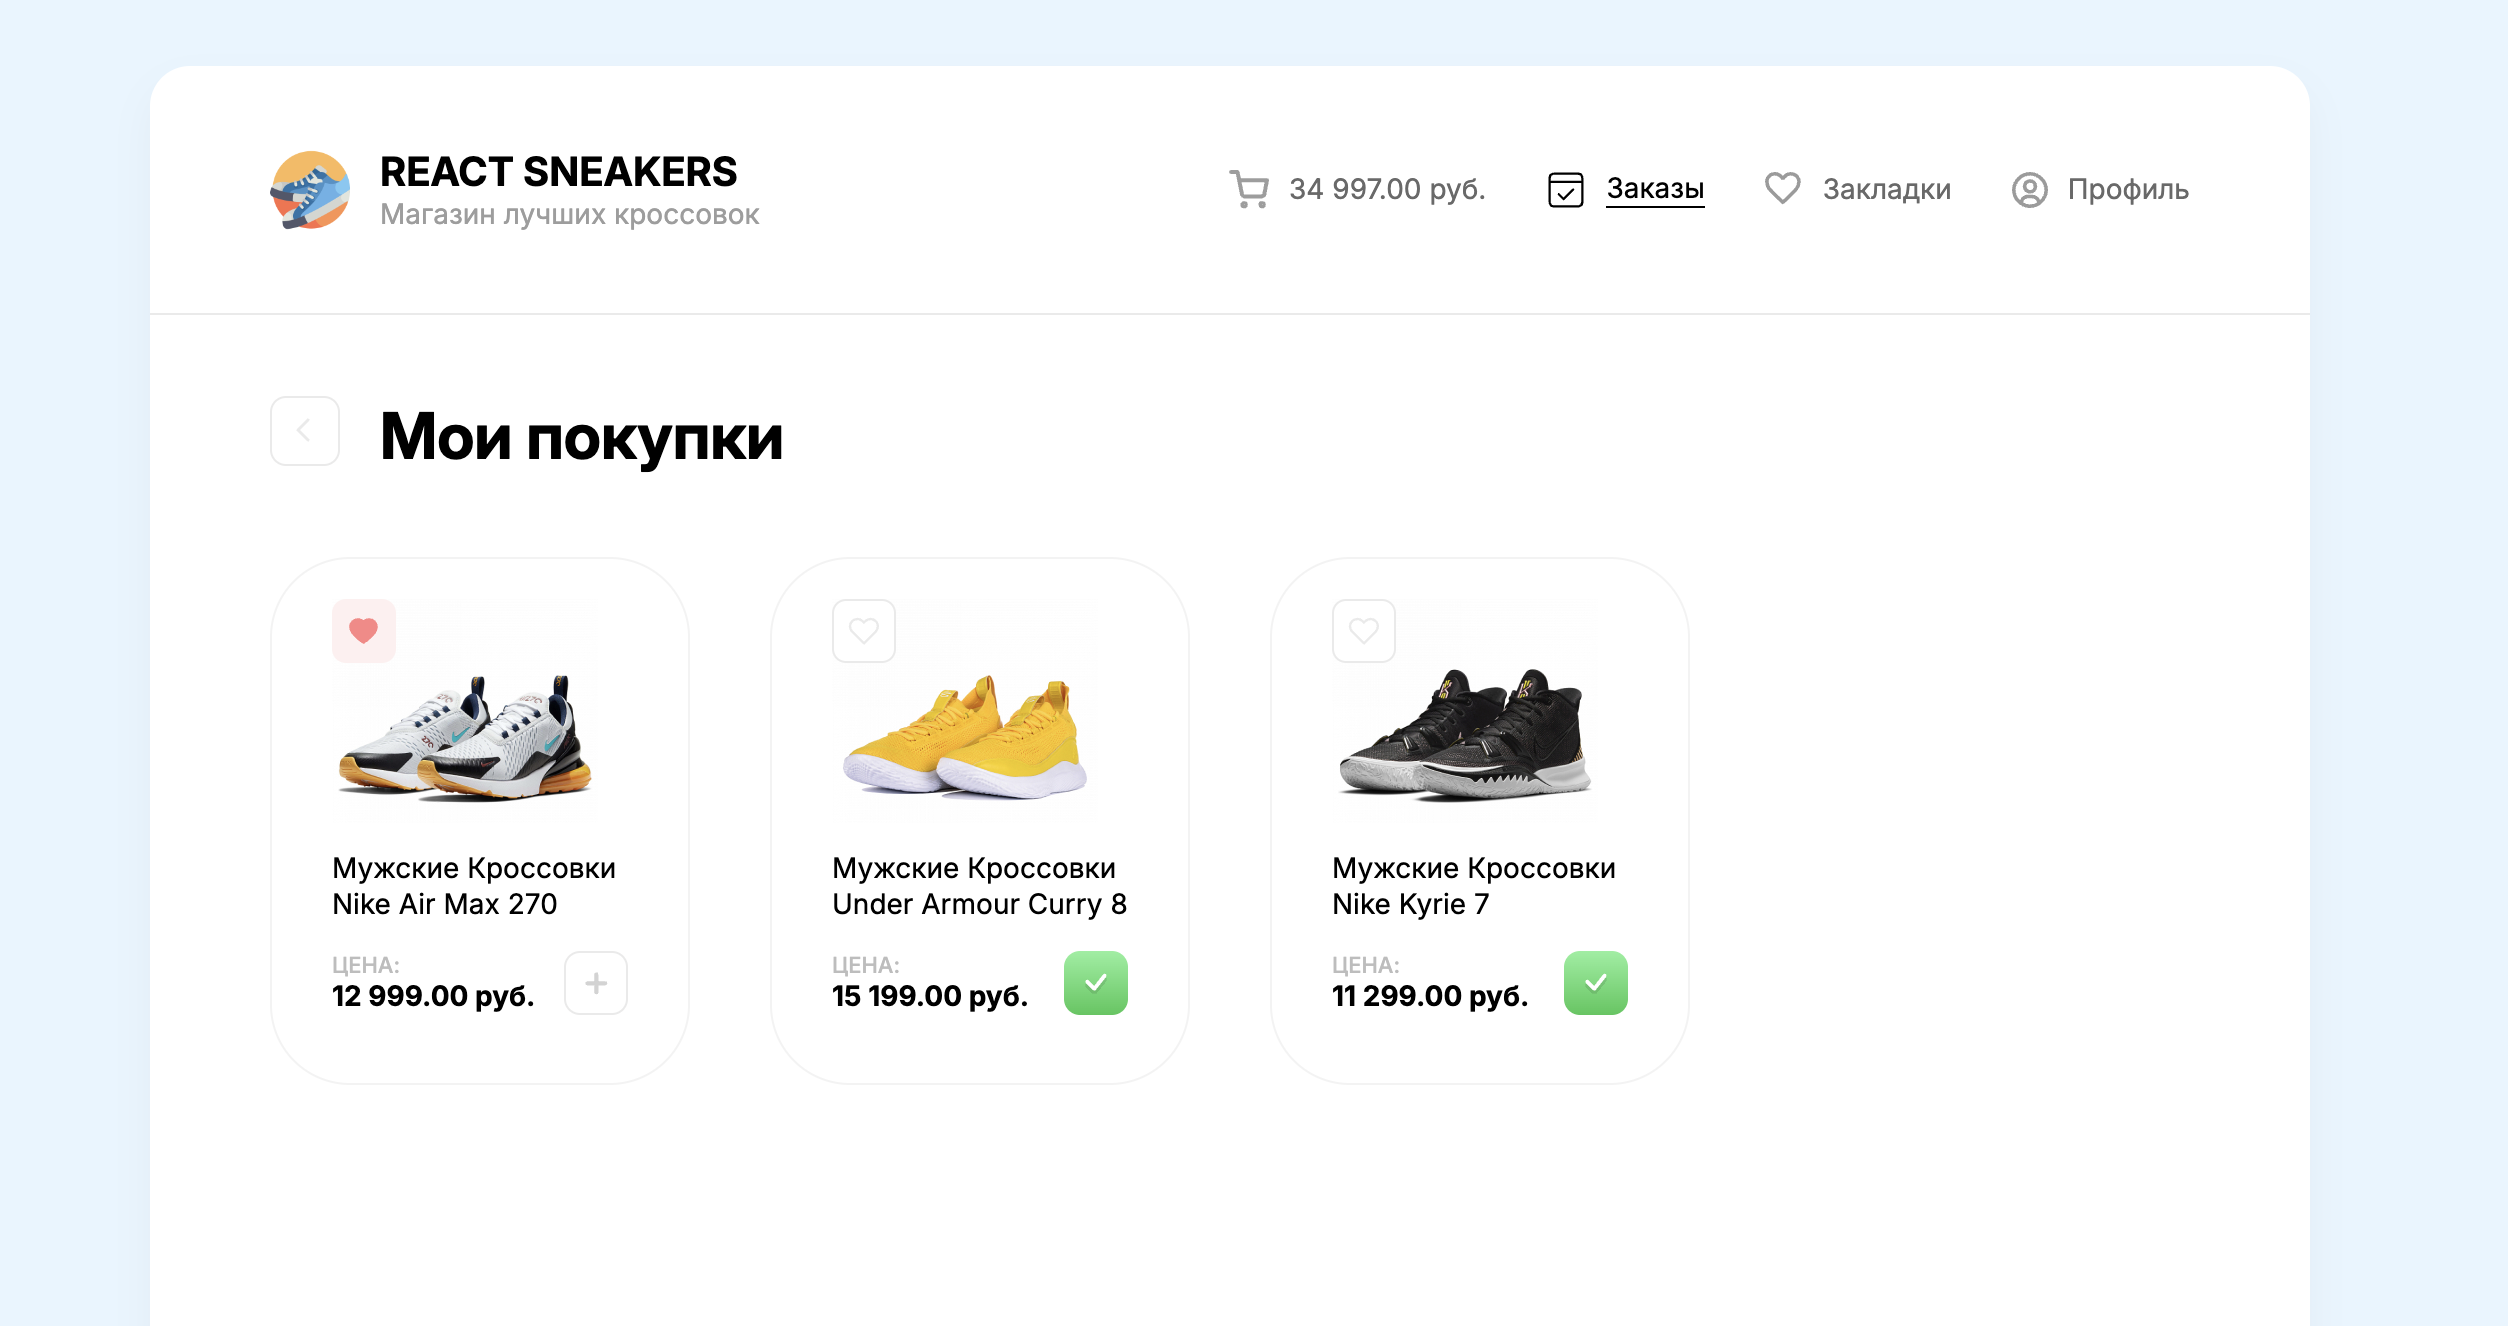 REACT SNEAKERS
Магазин лучших кроссовок
34 997.00 руб.
Заказы
Закладки
Профиль
Мои покупки
Мужские Кроссовки
Nike Air Max 270
ЦЕНА:
12 999.00 руб.
Мужские Кроссовки
Under Armour Curry 8
ЦЕНА:
15 199.00 руб.
Мужские Кроссовки
Nike Kyrie 7
ЦЕНА:
11 299.00 руб.